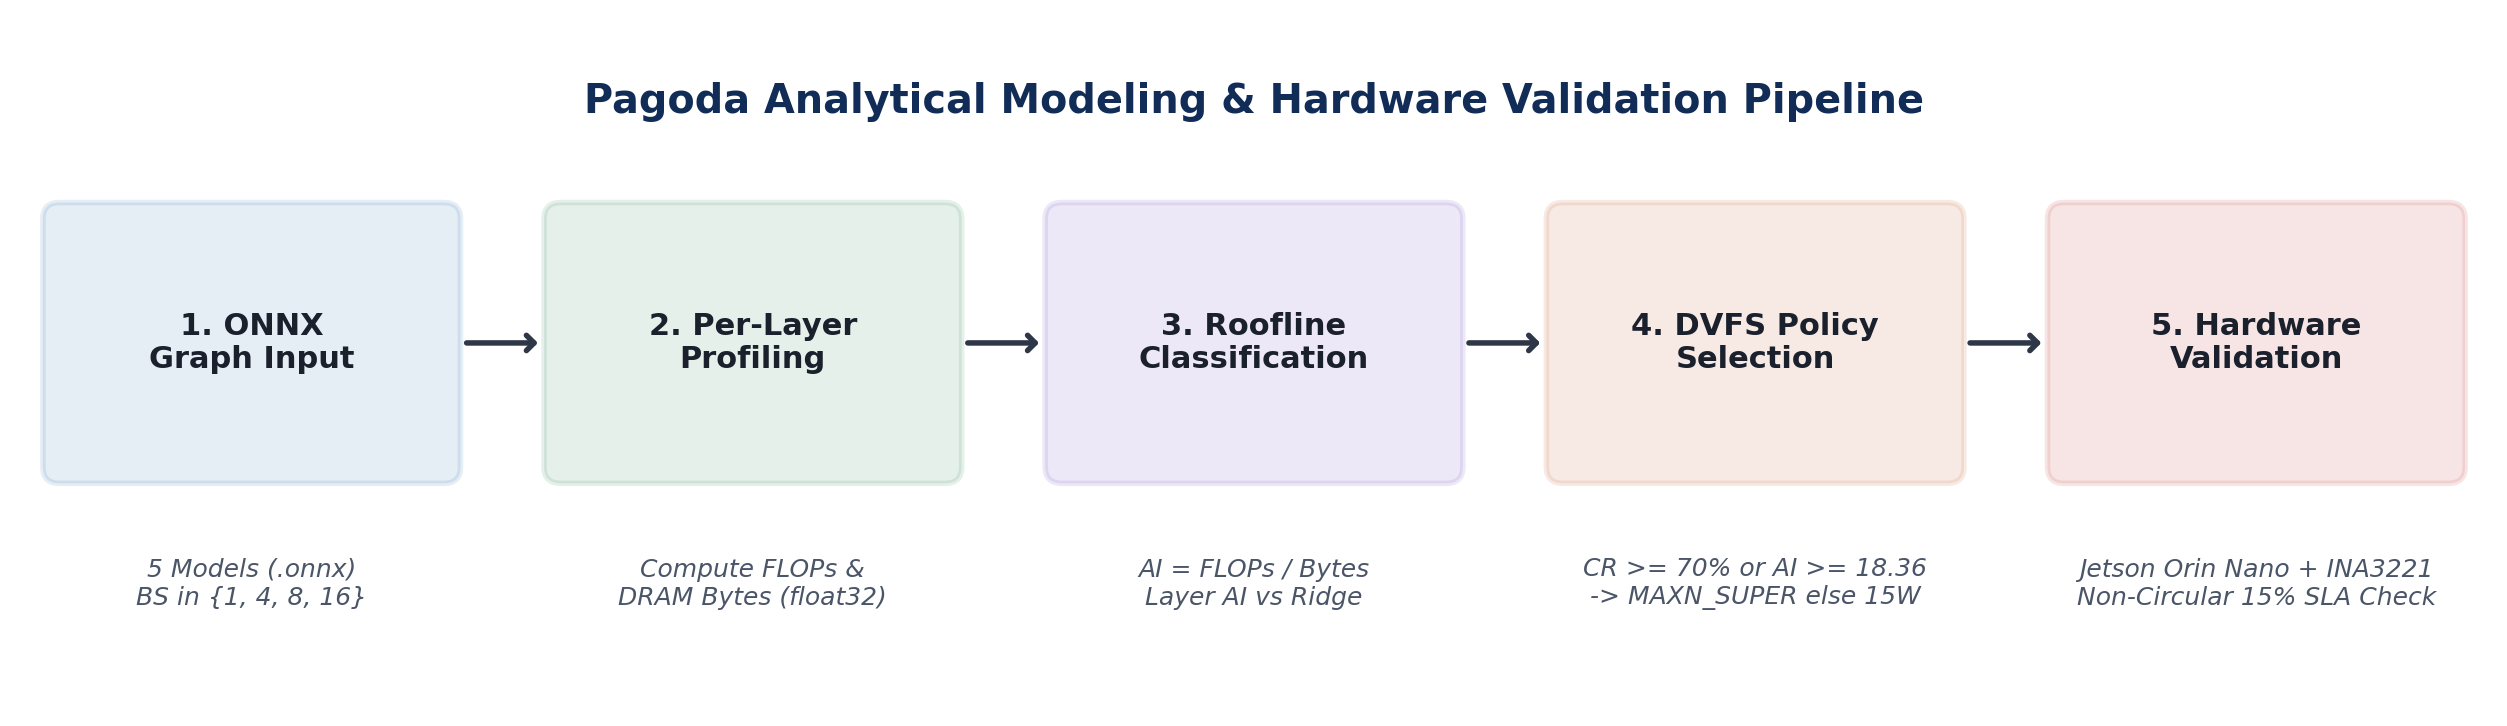 Pagoda Analytical Modeling & Hardware Validation Pipeline
1. ONNX
Graph Input
2. Per-Layer
Profiling
3. Roofline
Classification
4. DVFS Policy
Selection
5. Hardware
Validation
5 Models (.onnx)
BS in {1, 4, 8, 16}
Compute FLOPs &
DRAM Bytes (float32)
AI = FLOPs / Bytes
Layer AI vs Ridge
CR >= 70% or AI >= 18.36
-> MAXN_SUPER else 15W
Jetson Orin Nano + INA3221
Non-Circular 15% SLA Check